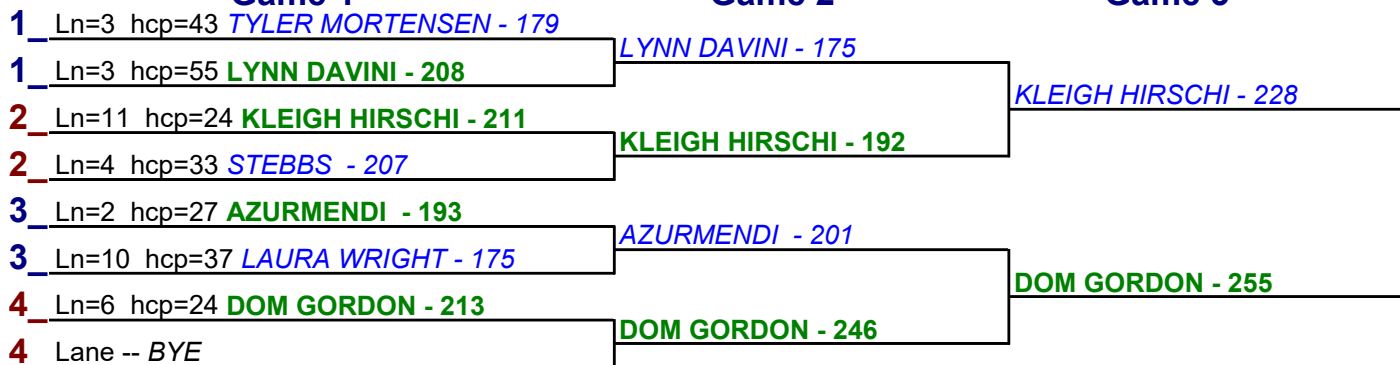 1_ Ln=3 hcp=43 TYLER MORTENSEN - 179
LYNN DAVINI - 175
1_ Ln=3 hcp=55 LYNN DAVINI - 208
KLEIGH HIRSCHI - 228
2_ Ln=11 hcp=24 KLEIGH HIRSCHI - 211
KLEIGH HIRSCHI - 192
2_ Ln=4 hcp=33 STEBBS - 207
3_ Ln=2 hcp=27 AZURMENDI - 193
AZURMENDI - 201
3_ Ln=10 hcp=37 LAURA WRIGHT - 175
DOM GORDON - 255
4_ Ln=6 hcp=24 DOM GORDON - 213
DOM GORDON - 246
4 Lane -- BYE